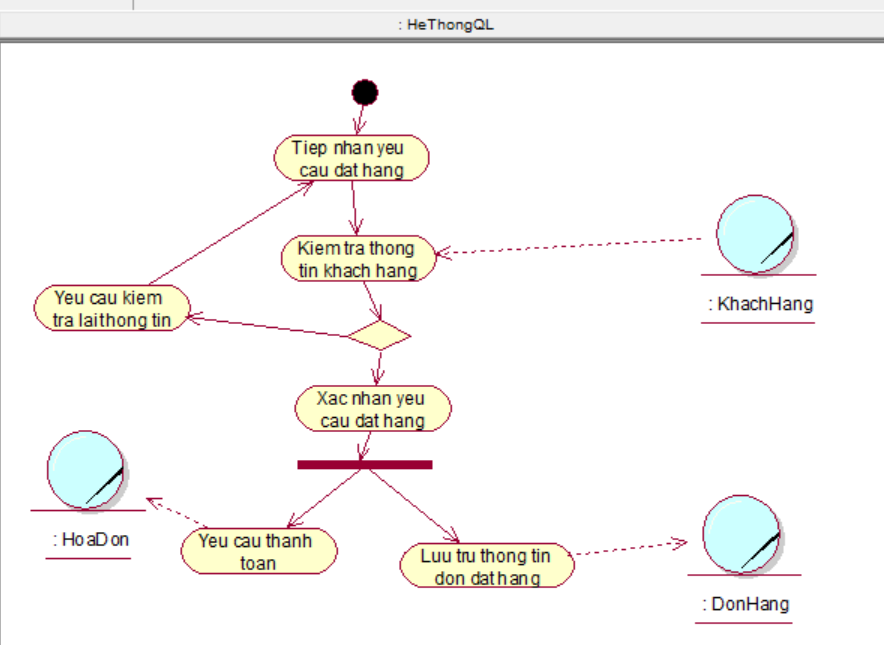 : HeThongQL
Tiep nhan yeu
cau dat hang
Kiem tra thong
tin khach hang
: KhachHang
Yeu cau kiem
tra lai thong tin
Xac nhan yeu
cau dat hang
: HoaDon
Yeu cau thanh
toan
Luu tru thong tin
don dat hang
: DonHang